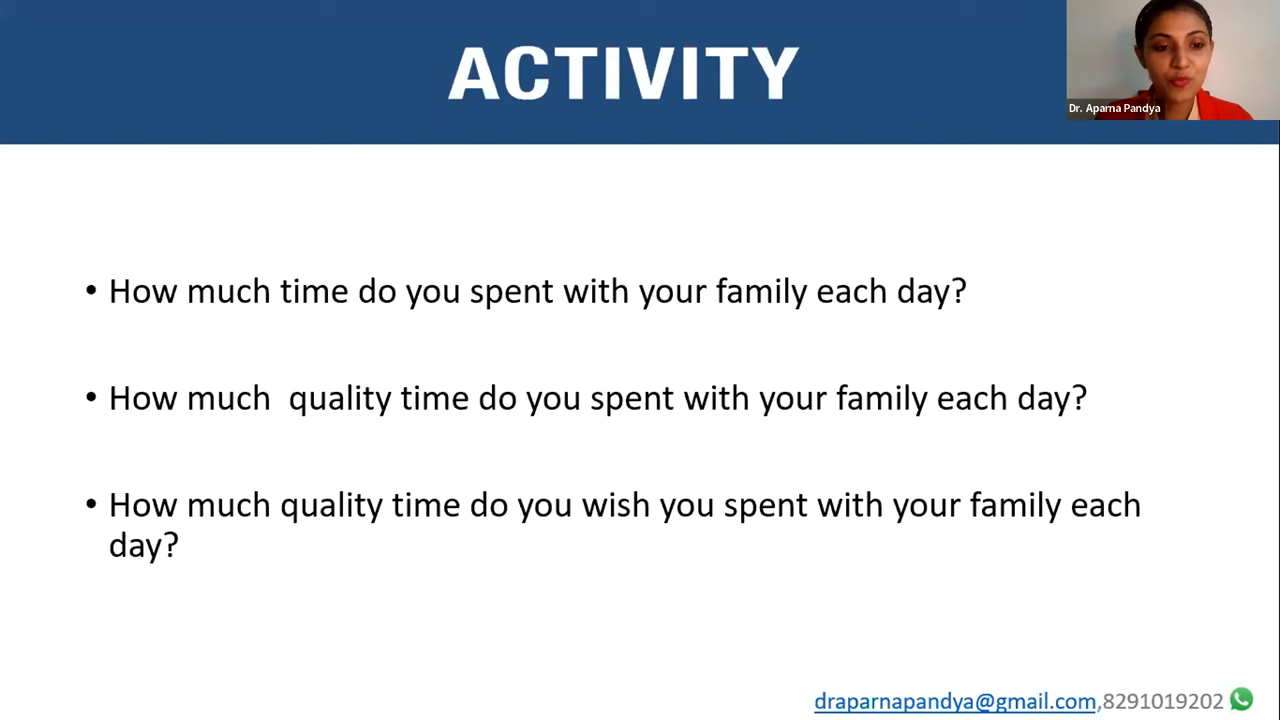 ACTIVITY
Dr. Aparna Pandya
• How much time do you spent with your family each day?
• How much  quality time do you spent with your family each day?
• How much quality time do you wish you spent with your family each
day?
draparnapandya@gmail.com,8291019202